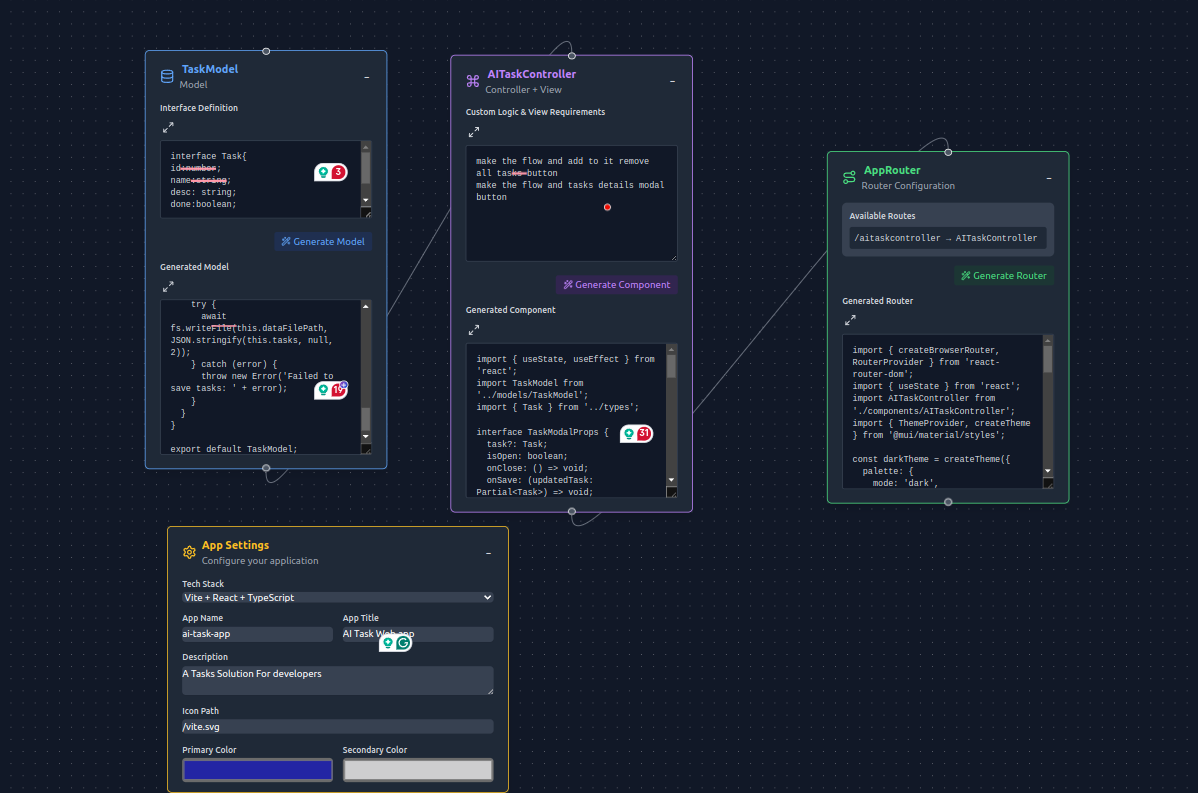 TaskModel
Model
Interface Definition
interface Task{
id:number;
name:string;
desc: string;
done:boolean;
3
Generate Model
Generated Model
try {
await
fs.writeFile(this.dataFilePath,
JSON.stringify(this.tasks, null,
2));
} catch (error) {
throw new Error('Failed to
save tasks: ' + error);
}
}
}
export default TaskModel;
19
AITaskController
Controller + View
Custom Logic & View Requirements
make the flow and add to it remove
all tasks button
make the flow and tasks details modal
button
Generate Component
Generated Component
import { useState, useEffect } from
'react';
import TaskModel from
'../models/TaskModel';
import { Task } from '../types';
interface TaskModalProps {
task?: Task;
isOpen: boolean;
onClose: () => void;
onSave: (updatedTask:
Partial<Task>) => void;
31
AppRouter
Router Configuration
Available Routes
/aitaskcontroller → AITaskController
Generate Router
Generated Router
import { createBrowserRouter,
RouterProvider } from 'react-
router-dom';
import { useState } from 'react';
import AITaskController from
'./components/AITaskController';
import { ThemeProvider, createTheme
} from '@mui/material/styles';
const darkTheme = createTheme({
palette: {
mode: 'dark',
App Settings
Configure your application
Tech Stack
Vite + React + TypeScript
App Name
App Title
ai-task-app
AI Task Web app
Description
A Tasks Solution For developers
Icon Path
/vite.svg
Primary Color
Secondary Color